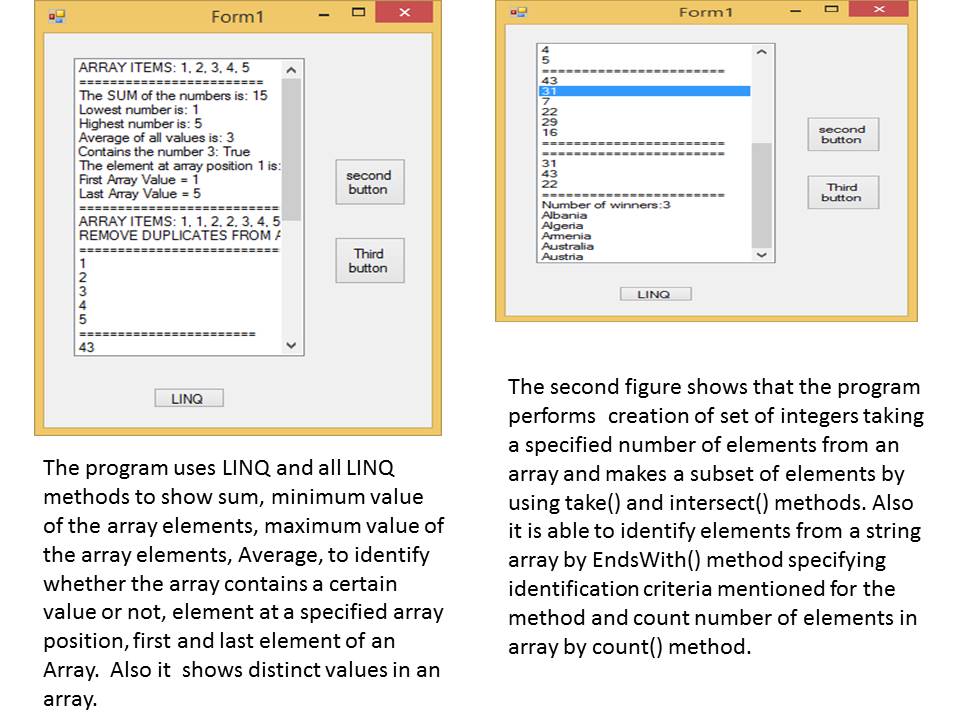 Form1
ARRAY ITEMS: 1, 2, 3, 4, 5
========================
The SUM of the numbers is: 15
Lowest number is: 1
Highest number is: 5
Average of all values is: 3
Contains the number 3: True
The element at array position 1 is:
First Array Value = 1
Last Array Value = 5
==========================
ARRAY ITEMS: 1, 1, 2, 2, 3, 4, 5
REMOVE DUPLICATES FROM
==========================
1
2
3
4
5
=======================
43
second
button
Third
button
LINQ
The program uses LINQ and all LINQ
methods to show sum, minimum value
of the array elements, maximum value of
the array elements, Average, to identify
whether the array contains a certain
value or not, element at a specified array
position, first and last element of an
Array. Also it shows distinct values in an
array.
Form1
4
5
=======================
43
31
7
22
29
16
=======================
=======================
31
43
22
=======================
Number of winners:3
Albania
Algeria
Armenia
Australia
Austria
second
button
Third
button
LINQ
The second figure shows that the program
performs creation of set of integers taking
a specified number of elements from an
array and makes a subset of elements by
using take() and intersect() methods. Also
it is able to identify elements from a string
array by EndsWith() method specifying
identification criteria mentioned for the
method and count number of elements in
array by count() method.